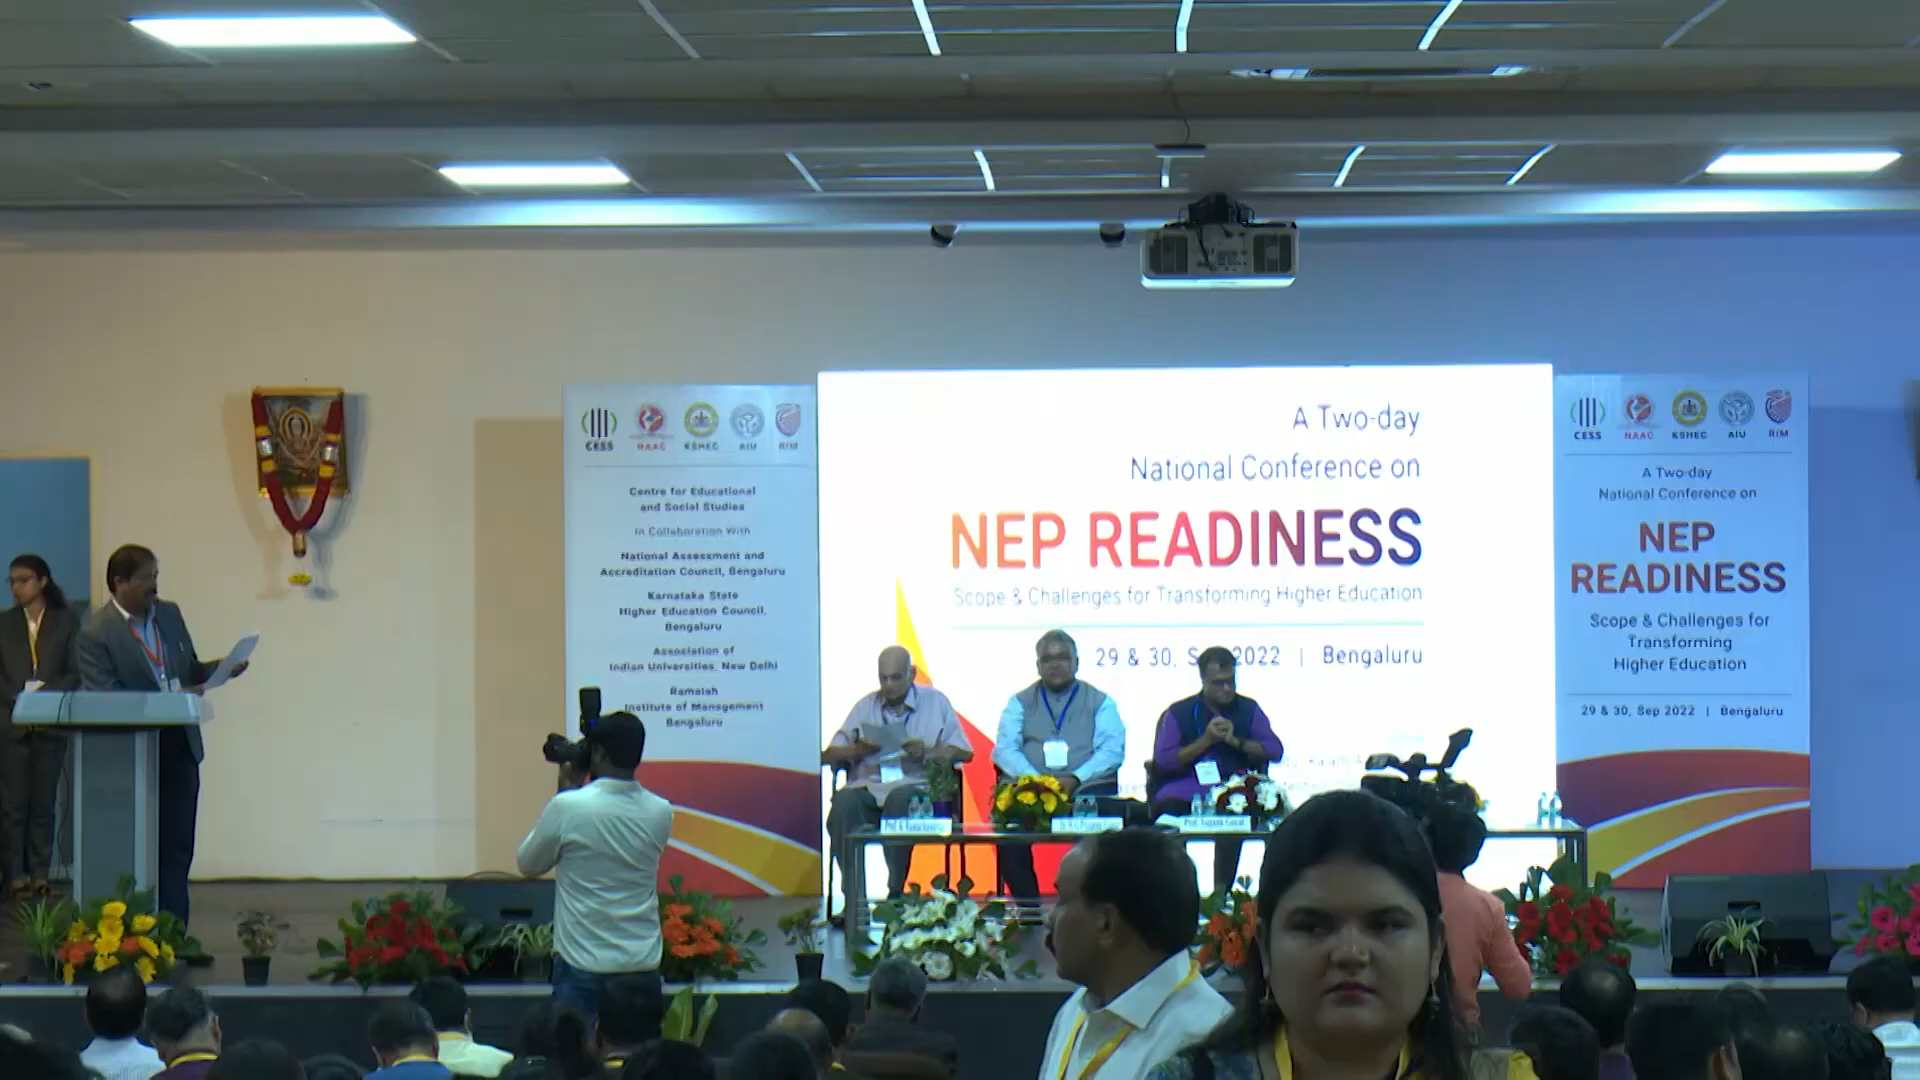 CESS
NAAC
KSHEC
AIU
RIM
Centre for Educational
and Social Studies
In Collaboration With
National Assessment and
Accreditation Council, Bengaluru
Karnataka State
Higher Education Council,
Bengaluru
Association of
Indian Universities, New Delhi
Ramaiah
Institute of Management
Bengaluru
A Two-day
National Conference on
NEP READINESS
Scope & Challenges for Transforming Higher Education
29 & 30, 2022 | Bengaluru
CESS
NAAC
KSHEC
AIU
RIM
A Two-day
National Conference on
NEP
READINESS
Scope & Challenges for
Transforming
Higher Education
29 & 30, Sep 2022 | Bengaluru